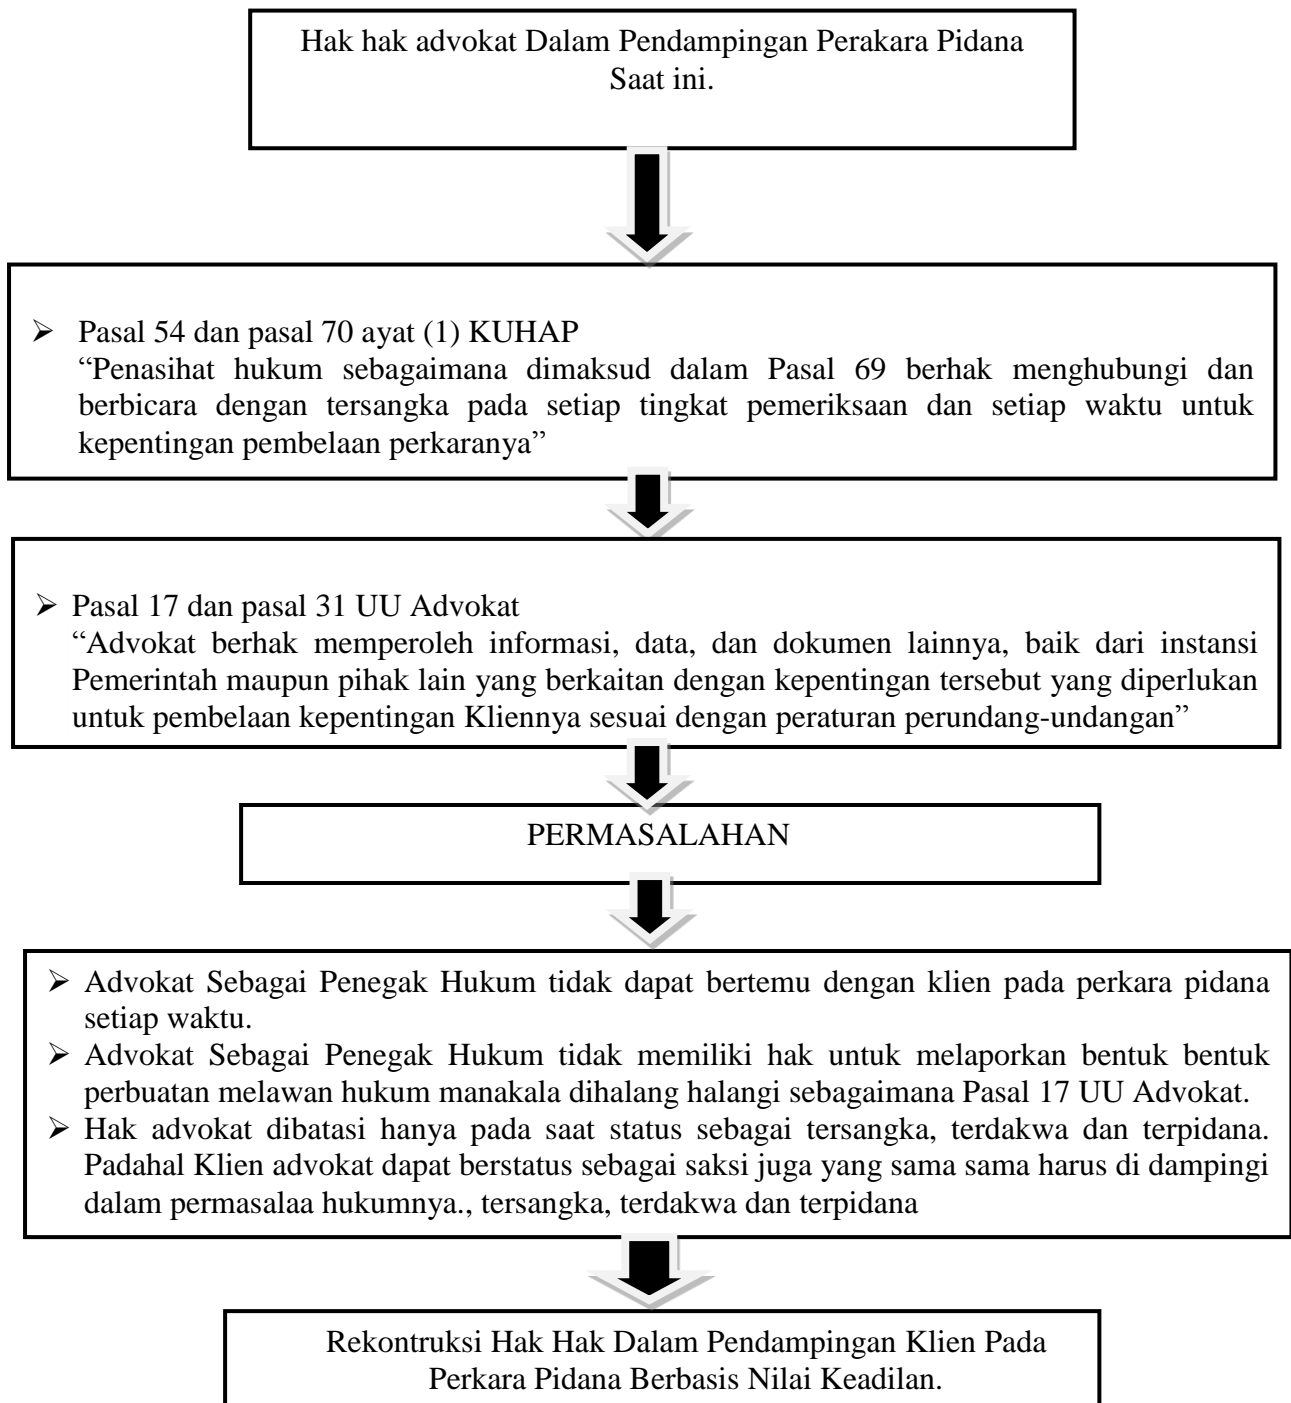 Hak hak advokat Dalam Pendampingan Perakara Pidana
Saat ini.
➢ Pasal 54 dan pasal 70 ayat (1) KUHAP
“Penasihat hukum sebagaimana dimaksud dalam Pasal 69 berhak menghubungi dan
berbicara dengan tersangka pada setiap tingkat pemeriksaan dan setiap waktu untuk
kepentingan pembelaan perkaranya”
➢ Pasal 17 dan pasal 31 UU Advokat
“Advokat berhak memperoleh informasi, data, dan dokumen lainnya, baik dari instansi
Pemerintah maupun pihak lain yang berkaitan dengan kepentingan tersebut yang diperlukan
untuk pembelaan kepentingan Kliennya sesuai dengan peraturan perundang-undangan”
PERMASALAHAN
➢ Advokat Sebagai Penegak Hukum tidak dapat bertemu dengan klien pada perkara pidana
setiap waktu.
➢ Advokat Sebagai Penegak Hukum tidak memiliki hak untuk melaporkan bentuk bentuk
perbuatan melawan hukum manakala dihalang halangi sebagaimana Pasal 17 UU Advokat.
➢ Hak advokat dibatasi hanya pada saat status sebagai tersangka, terdakwa dan terpidana.
Padahal Klien advokat dapat berstatus sebagai saksi juga yang sama sama harus di dampingi
dalam permasalaa hukumnya., tersangka, terdakwa dan terpidana
Rekontruksi Hak Hak Dalam Pendampingan Klien Pada
Perkara Pidana Berbasis Nilai Keadilan.